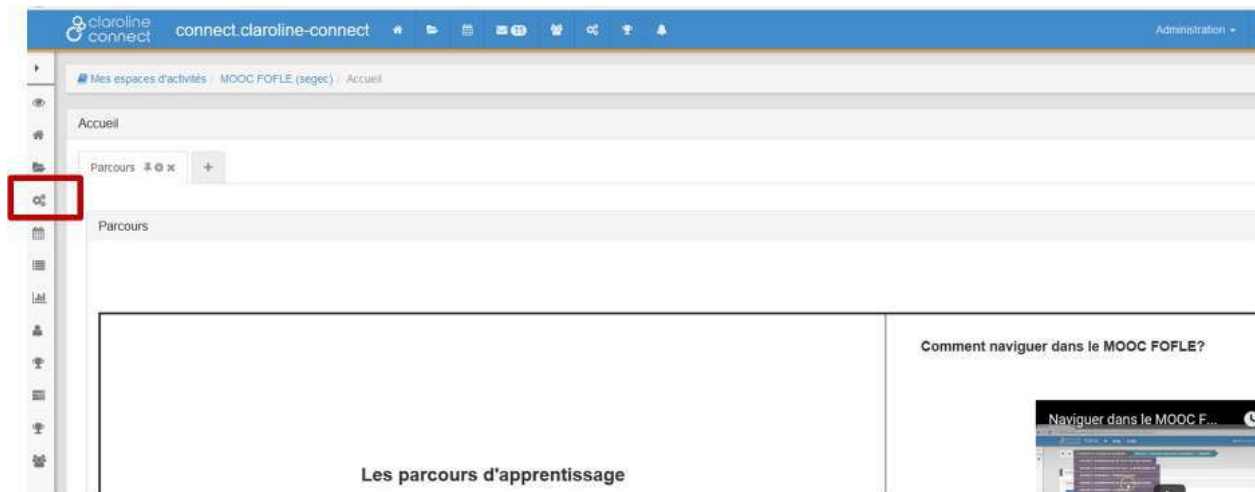 claroline
connect
connect.claroline-connect
Administration
Mes espaces d'activités / MOOC FOFLE (segec) / Accueil
Accueil
Parcours
+
Parcours
Comment naviguer dans le MOOC FOFLE?
Naviguer dans le MOOC F...
Les parcours d'apprentissage